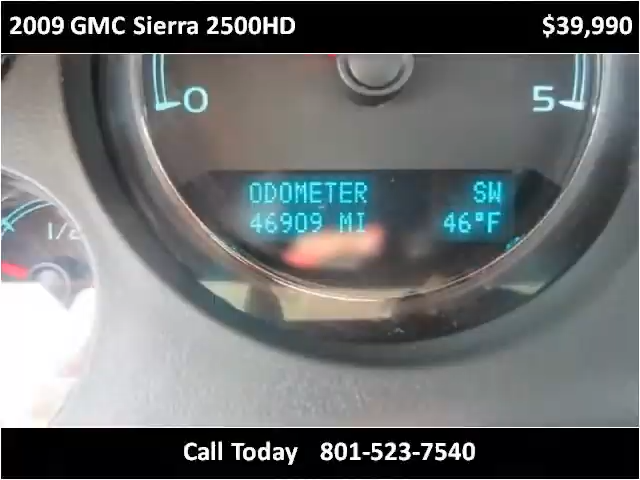 2009 GMC Sierra 2500HD $39,990
0 5
ODOMETER SW
46909 MI 46°F
1/2
Call Today 801-523-7540